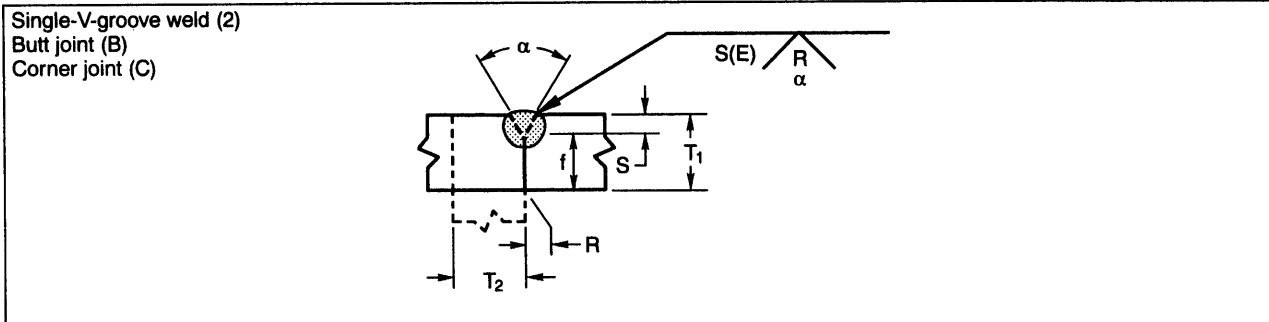 Single-V-groove weld (2)
Butt joint (B)
Corner joint (C)
α
S(E)
R
α
f
S
T₁
R
T₂